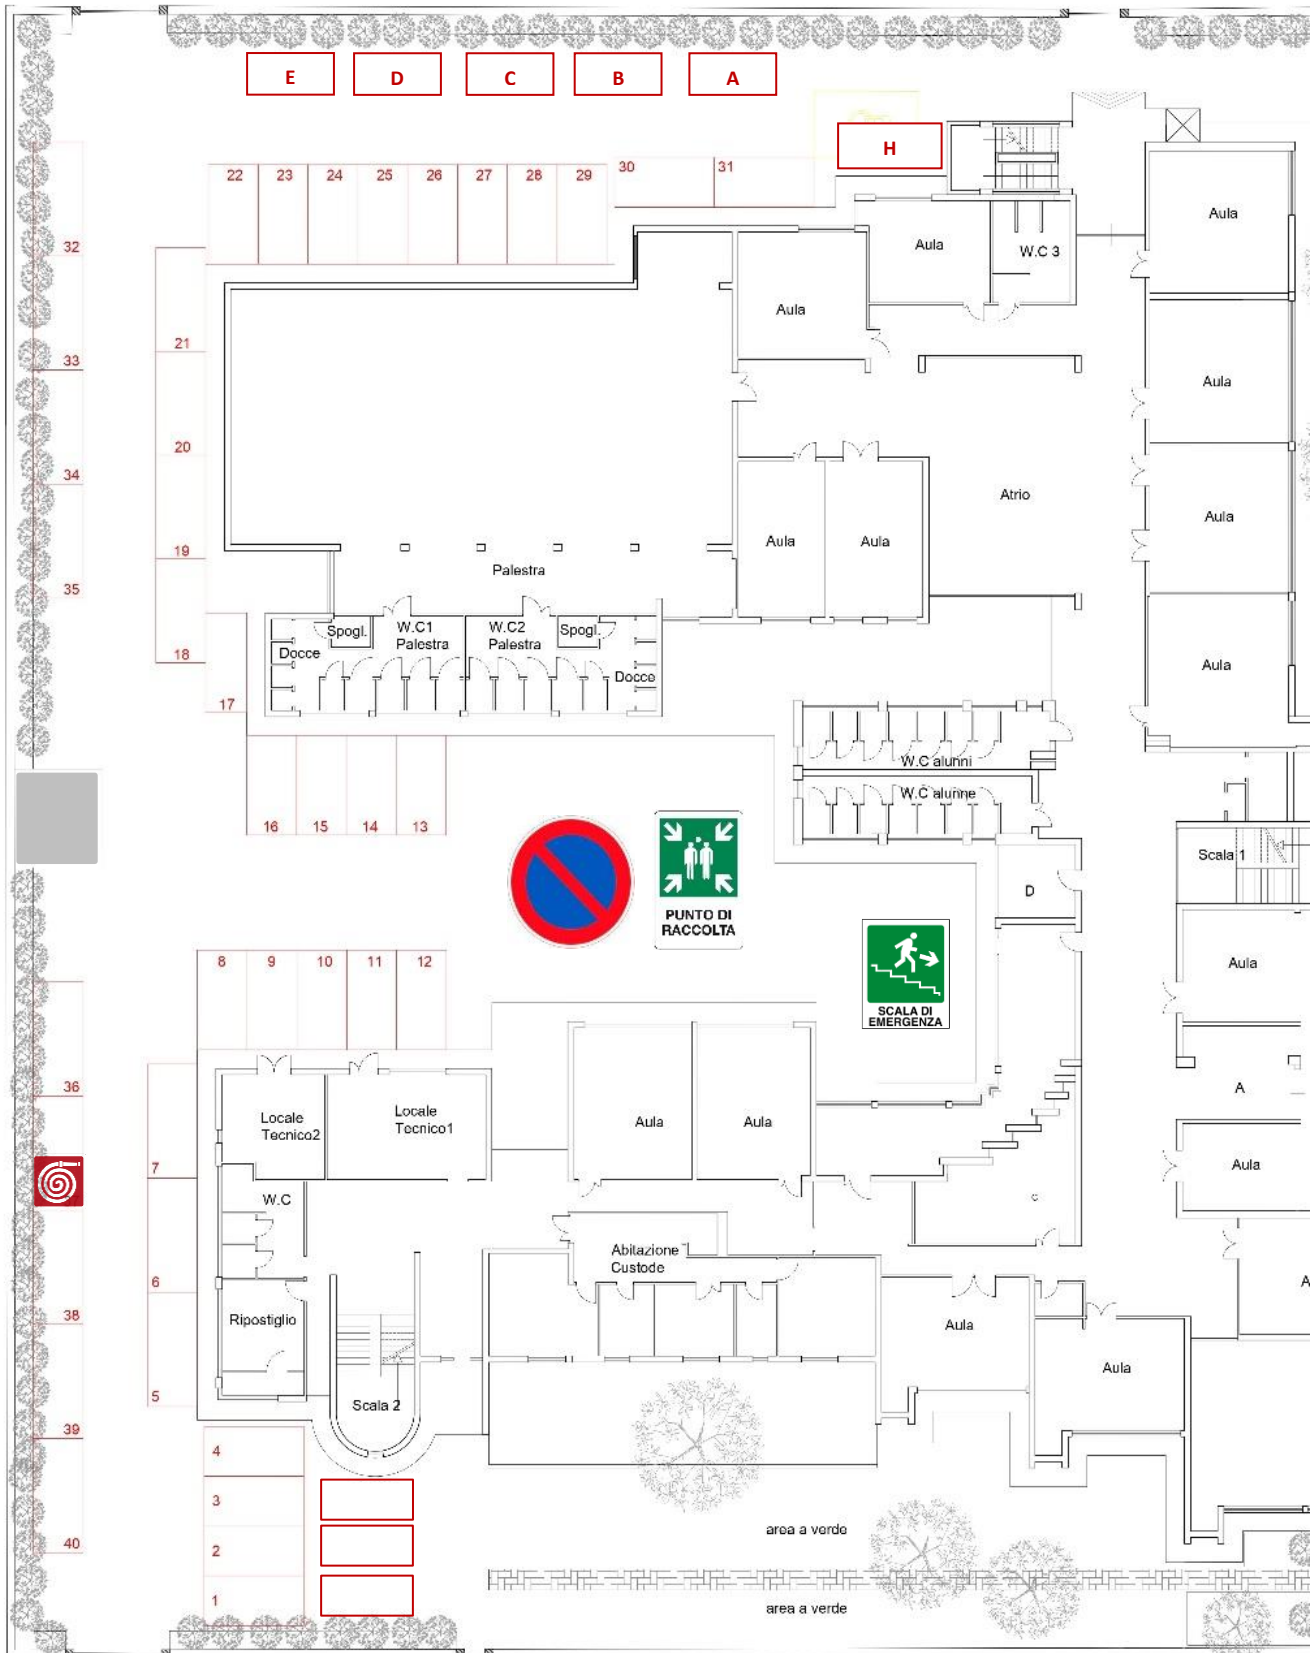 E D C B A
H
22 23 24 25 26 27 28 29 30 31
Aula
Aula
W.C 3
32
Aula
21
33
Aula
20
34
Atrio
Aula
19
Aula Aula
Palestra
35
Spogl. W.C1 Palestra W.C2 Palestra Spogl.
Docce
Docce
18
Aula
17
W.C alunni
W.C alunne
16 15 14 13
Scala 1
D
PUNTO DI
RACCOLTA
8 9 10 11 12
Aula
SCALA DI
EMERGENZA
36
A
Locale
Tecnico2
Locale
Tecnico1
Aula Aula
7
Aula
W.C
C
Abitazione
Custode
6
A
38
Ripostiglio
Aula
Aula
5
Scala 2
39
4
3
area a verde
40
2
1
area a verde